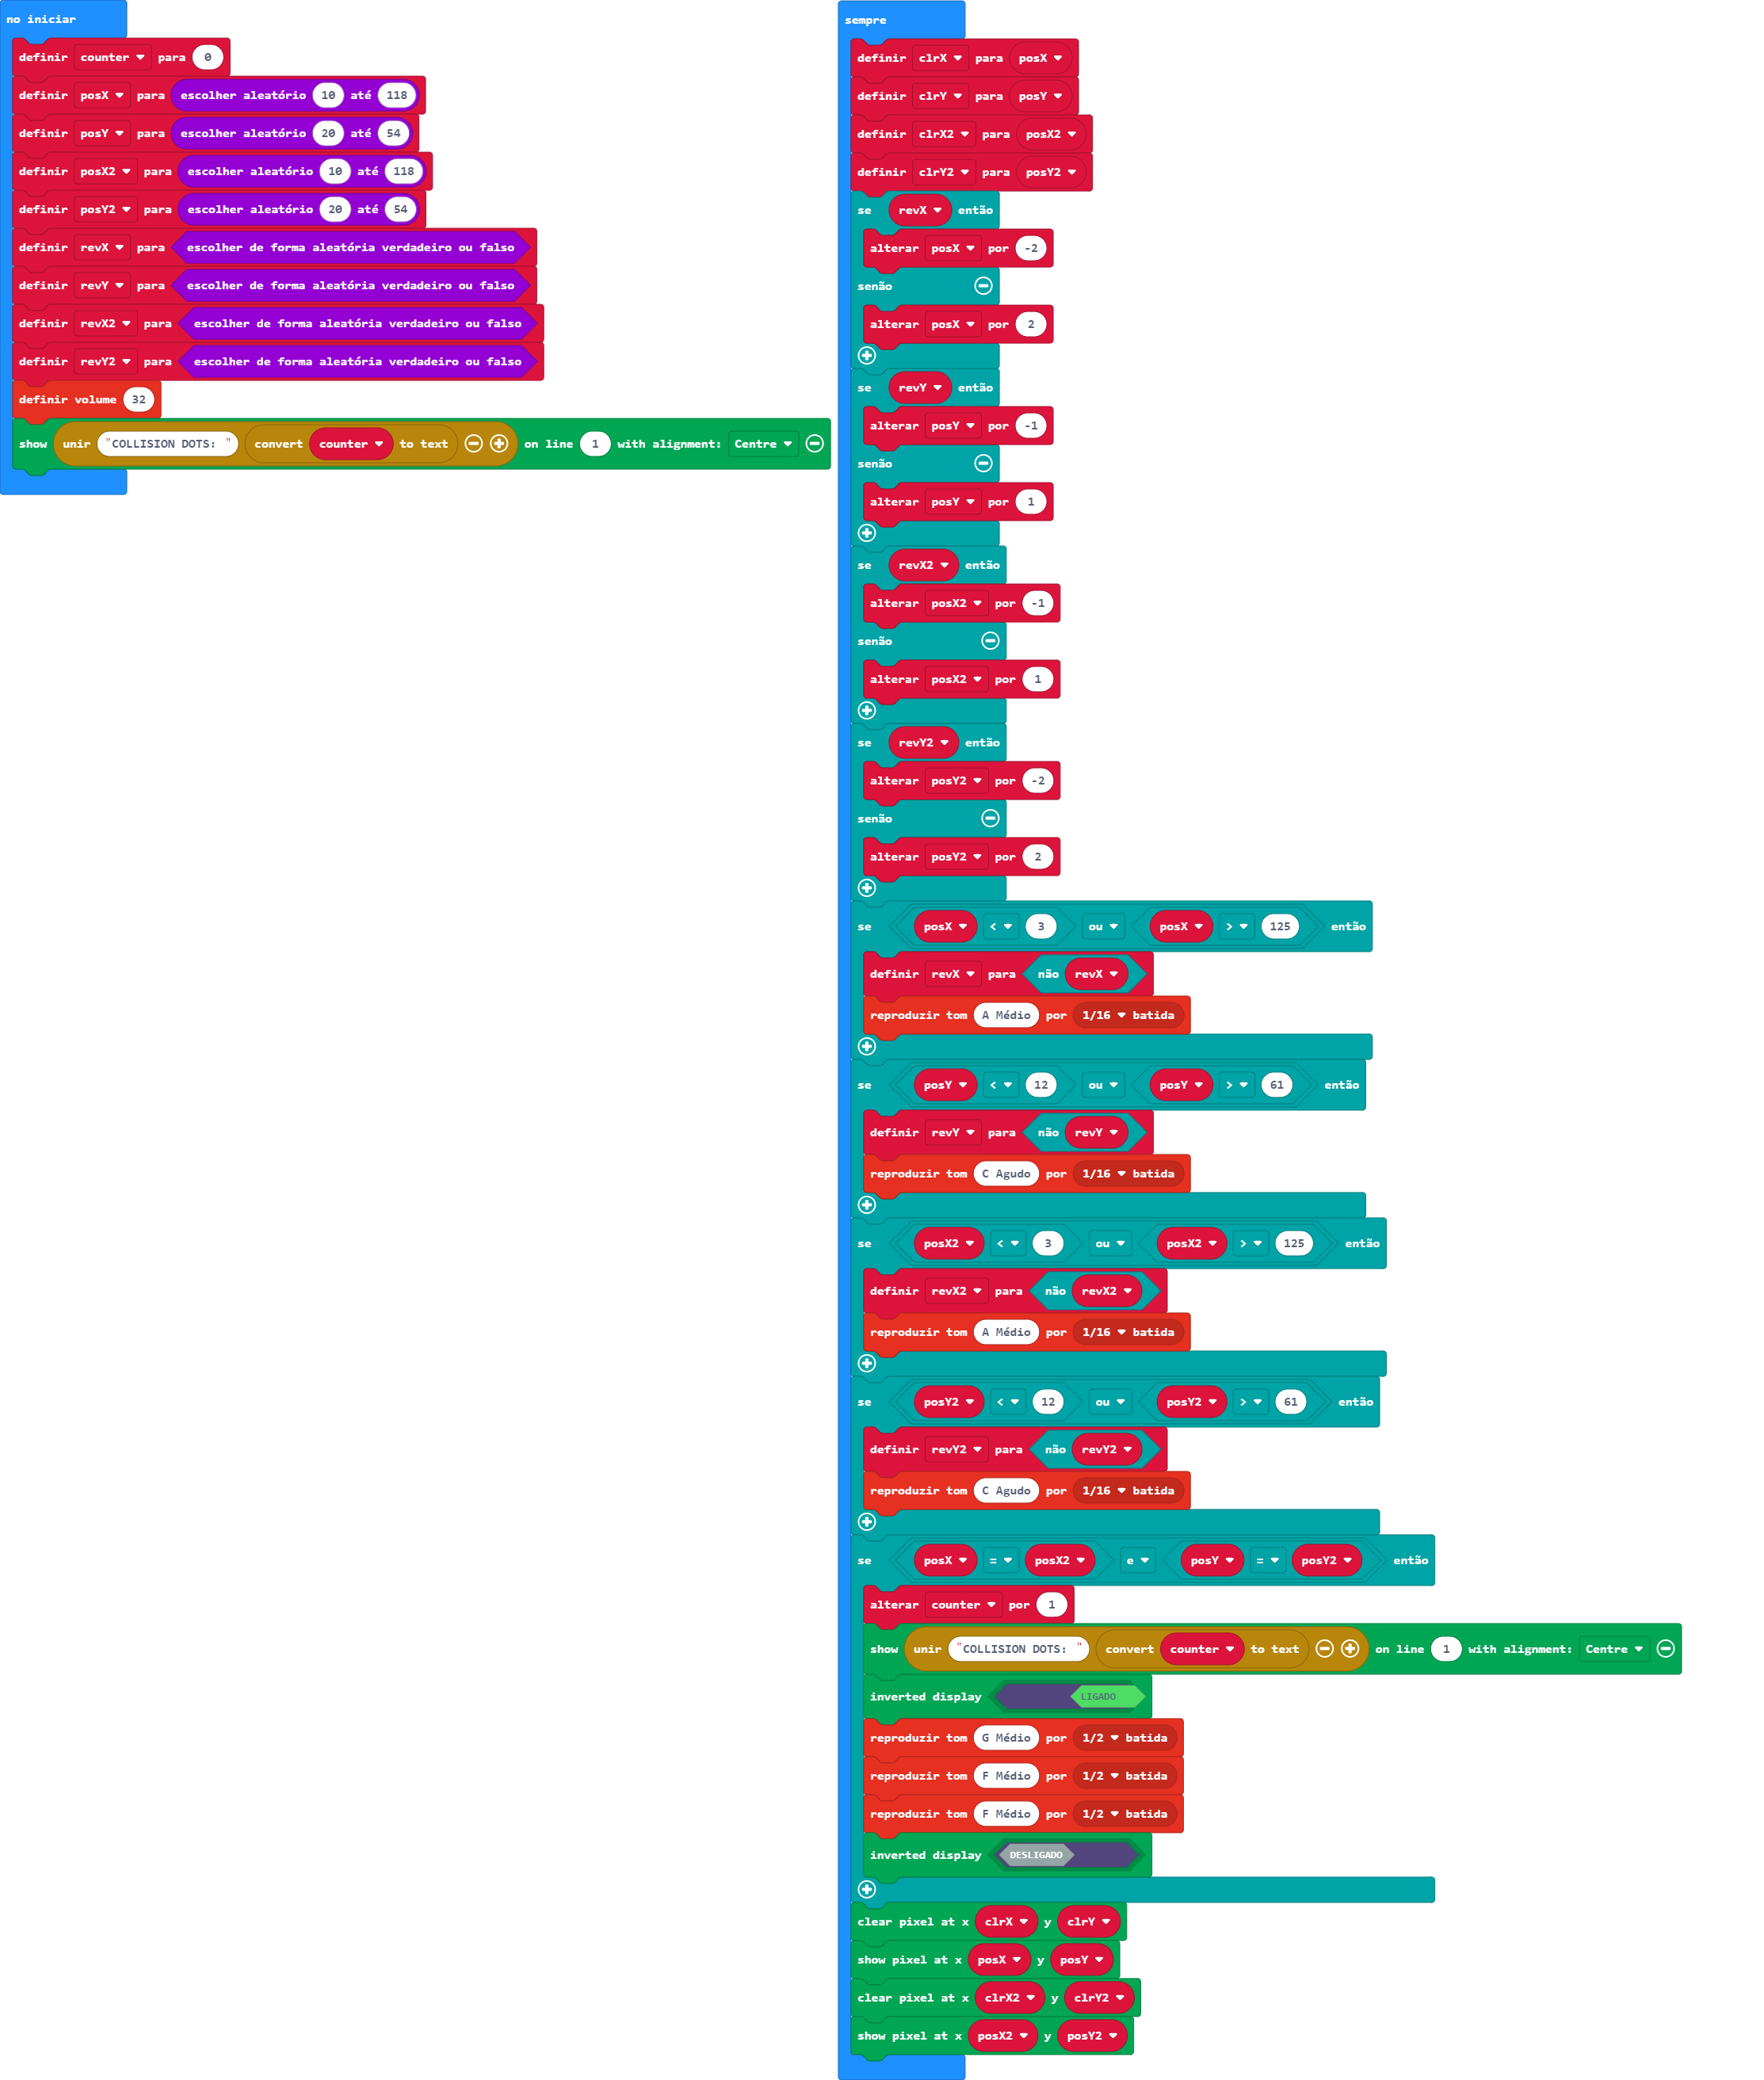 no iniciar
definir counter para 0
definir posX para escolher aleatório 10 até 118
definir posY para escolher aleatório 20 até 54
definir posX2 para escolher aleatório 10 até 118
definir posY2 para escolher aleatório 20 até 54
definir revX para escolher de forma aleatória verdadeiro ou falso
definir revY para escolher de forma aleatória verdadeiro ou falso
definir revX2 para escolher de forma aleatória verdadeiro ou falso
definir revY2 para escolher de forma aleatória verdadeiro ou falso
definir volume 32
show unir "COLLISION DOTS: " convert counter to text on line 1 with alignment: Centre
sempre
definir clrX para posX
definir clrY para posY
definir clrX2 para posX2
definir clrY2 para posY2
se revX então
alterar posX por -2
senão
alterar posX por 2
se revY então
alterar posY por -1
senão
alterar posY por 1
se revX2 então
alterar posX2 por -1
senão
alterar posX2 por 1
se revY2 então
alterar posY2 por -2
senão
alterar posY2 por 2
se posX < 3 ou posX > 125 então
definir revX para não revX
reproduzir tom A Médio por 1/16 batida
se posY < 12 ou posY > 61 então
definir revY para não revY
reproduzir tom C Agudo por 1/16 batida
se posX2 < 3 ou posX2 > 125 então
definir revX2 para não revX2
reproduzir tom A Médio por 1/16 batida
se posY2 < 12 ou posY2 > 61 então
definir revY2 para não revY2
reproduzir tom C Agudo por 1/16 batida
se posX = posX2 e posY = posY2 então
alterar counter por 1
show unir "COLLISION DOTS: " convert counter to text on line 1 with alignment: Centre
inverted display LIGADO
reproduzir tom G Médio por 1/2 batida
reproduzir tom F Médio por 1/2 batida
reproduzir tom F Médio por 1/2 batida
inverted display DESLIGADO
clear pixel at x clrX y clrY
show pixel at x posX y posY
clear pixel at x clrX2 y clrY2
show pixel at x posX2 y posY2